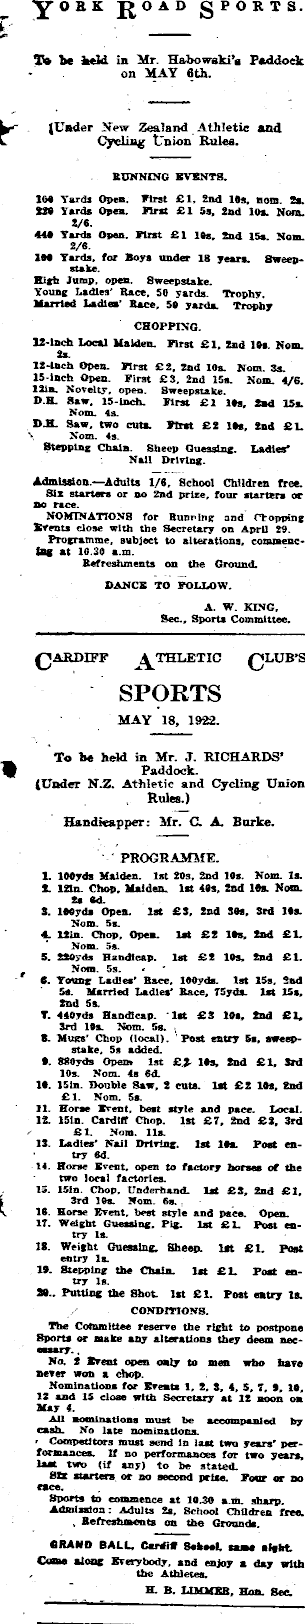 YORK ROAD SPORTS.
To be held in Mr. Habowski's Paddock
on MAY 6th.
(Under New Zealand Athletic and
Cycling Union Rules.
RUNNING EVENTS.
100 Yards Open. First £1, 2nd 10s, nom. 2s.
220 Yards Open. First £1 5s, 2nd 10s. Nom.
2/6.
440 Yards Open. First £1 10s, 2nd 15s. Nom.
2/6.
100 Yards, for Boys under 18 years. Sweep-
stake.
High Jump, open. Sweepstake.
Young Ladies' Race, 50 yards. Trophy.
Married Ladies' Race, 50 yards. Trophy
CHOPPING.
12-inch Local Maiden. First £1, 2nd 10s. Nom.
2s.
12-inch Open. First £2, 2nd 10s. Nom. 3s.
15-inch Open. First £3, 2nd 15s. Nom. 4/6.
12in. Novelty, open. Sweepstake.
D.H. Saw, 15-inch. First £1 10s, 2nd 15s.
Nom. 4s.
D.H. Saw, two cuts. First £2 10s, 2nd £1.
Nom. 4s.
Stepping Chain. Sheep Guessing. Ladies'
Nail Driving.
Admission.—Adults 1/6, School Children free.
Six starters or no 2nd prize, four starters or
no race.
NOMINATIONS for Running and Chopping
Events close with the Secretary on April 29.
Programme, subject to alterations, commenc-
ing at 10.30 a.m.
Refreshments on the Ground.
DANCE TO FOLLOW.
A. W. KING,
Sec., Sports Committee.
CARDIFF ATHLETIC CLUB'S
SPORTS
MAY 18, 1922.
To be held in Mr. J. RICHARDS'
Paddock.
(Under N.Z. Athletic and Cycling Union
Rules.)
Handicapper: Mr. C. A. Burke.
PROGRAMME.
1. 100yds Maiden. 1st 20s, 2nd 10s. Nom. 1s.
2. 12in. Chop, Maiden. 1st 40s, 2nd 10s. Nom.
2s 6d.
3. 100yds Open. 1st £3, 2nd 30s, 3rd 10s.
Nom. 5s.
4. 12in. Chop, Open. 1st £2 10s, 2nd £1.
Nom. 5s.
5. 220yds Handicap. 1st £2 10s, 2nd £1.
Nom. 5s.
6. Young Ladies' Race, 100yds. 1st 15s, 2nd
5s. Married Ladies' Race, 75yds. 1st 15s,
2nd 5s.
7. 440yds Handicap. 1st £3 10s, 2nd £1,
3rd 10s. Nom. 5s.
8. Mugs' Chop (local). Post entry 5s, sweep-
stake, 5s added.
9. 880yds Open. 1st £2 10s, 2nd £1, 3rd
10s. Nom. 4s 6d.
10. 15in. Double Saw, 2 cuts. 1st £2 10s, 2nd
£1. Nom. 5s.
11. Horse Event, best style and pace. Local.
12. 15in. Cardiff Chop. 1st £7, 2nd £2, 3rd
£1. Nom. 11s.
13. Ladies' Nail Driving. 1st 10s. Post en-
try 6d.
14. Horse Event, open to factory horses of the
two local factories.
15. 15in. Chop, Underhand. 1st £3, 2nd £1,
3rd 10s. Nom. 6s.
16. Horse Event, best style and pace. Open.
17. Weight Guessing, Pig. 1st £1. Post en-
try 1s.
18. Weight Guessing, Sheep. 1st £1. Post
entry 1s.
19. Stepping the Chain. 1st £1. Post en-
try 1s.
20.. Putting the Shot. 1st £1. Post entry 1s.
CONDITIONS.
The Committee reserve the right to postpone
Sports or make any alterations they deem nec-
essary.
No. 2 Event open only to men who have
never won a chop.
Nominations for Events 1, 2, 3, 4, 5, 7, 9, 10,
12 and 15 close with Secretary at 12 noon on
May 4.
All nominations must be accompanied by
cash. No late nominations.
Competitors must send in last two years' per-
formances. If no performances for two years,
last two (if any) to be stated.
Six starters or no second prize. Four or no
race.
Sports to commence at 10.30 a.m. sharp.
Admission: Adults 2s, School Children free.
Refreshments on the Grounds.
GRAND BALL, Cardiff School, same night.
Come along Everybody, and enjoy a day with
the Athletes.
H. B. LIMMER, Hon. Sec.